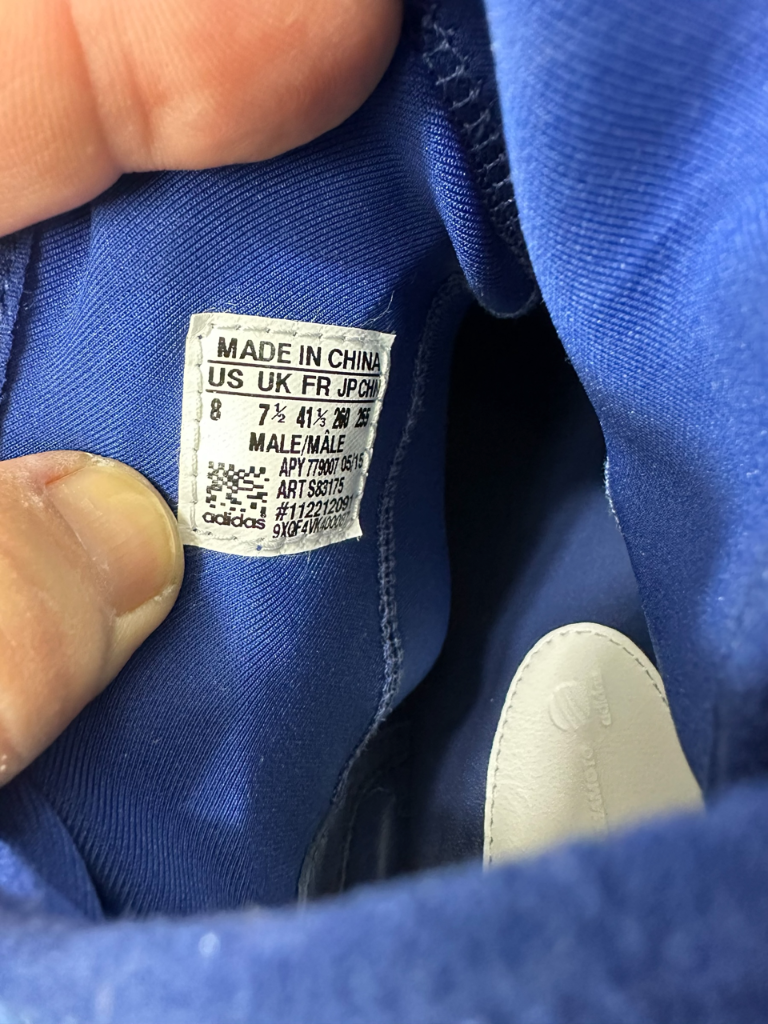 MADE IN CHINA
US UK FR JP CHN
8 7½ 41⅓ 260 255
MALE/MÂLE
APY 779007 05/15
ART S83175
#112212091
adidas